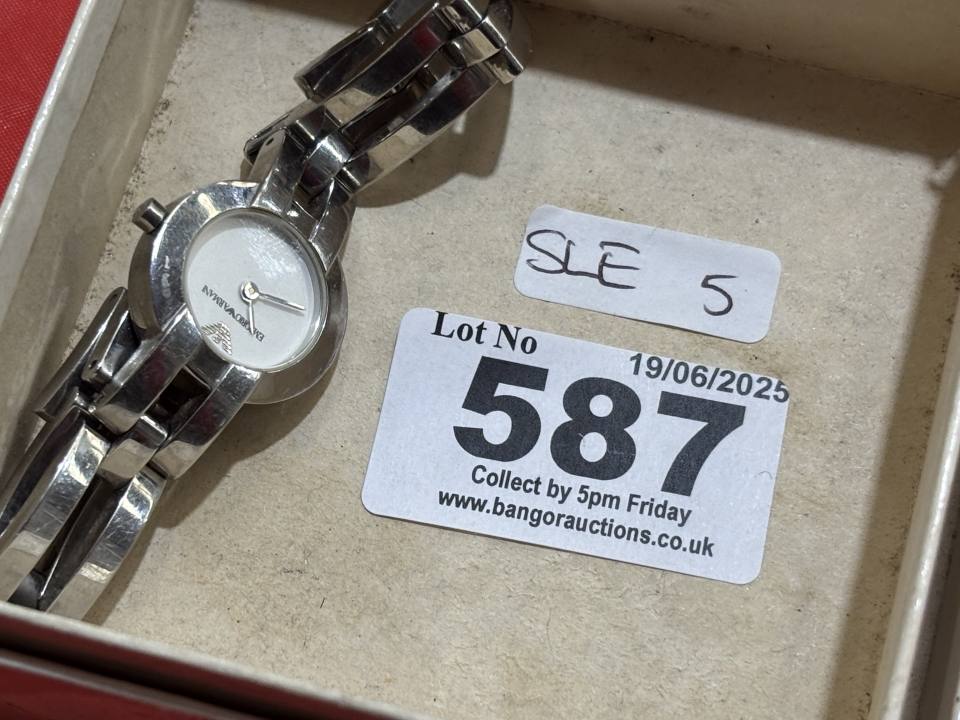 SLE 5
Lot No
19/06/2025
587
Collect by 5pm Friday
www.bangorauctions.co.uk
EMPORIO ARMANI